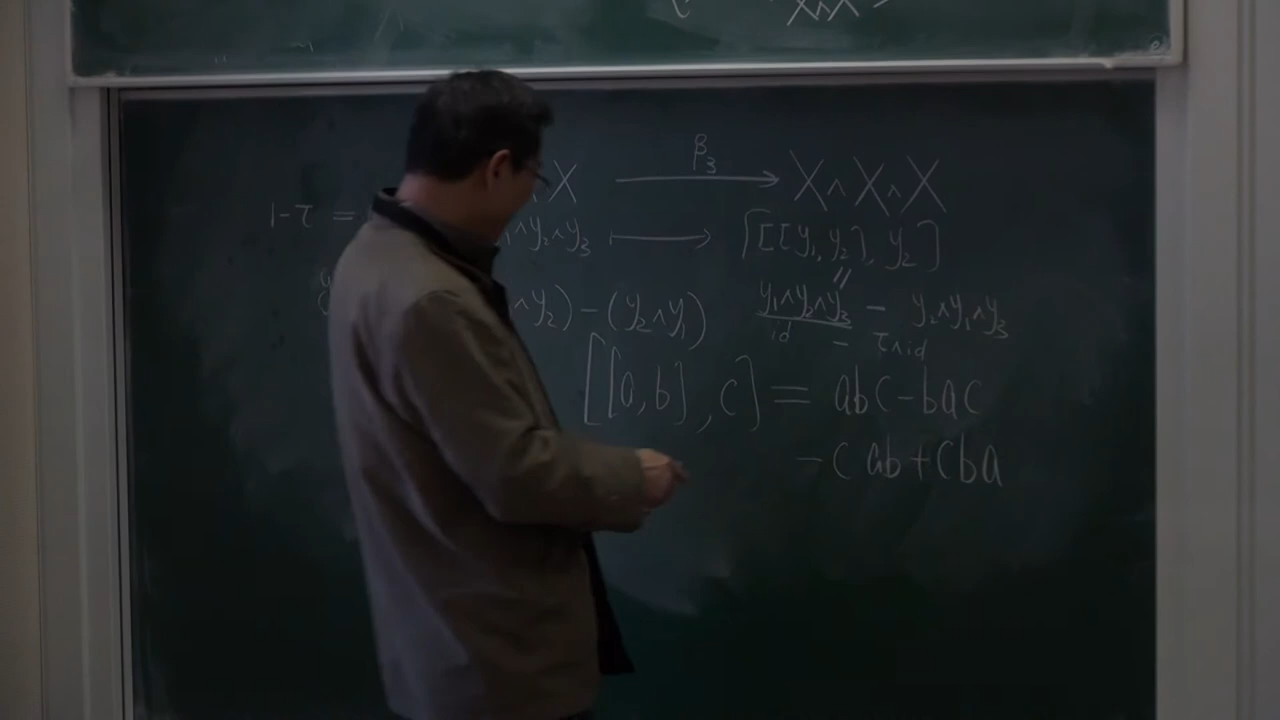 X∧X∧
β₃
∧X ⟶ X∧X∧X
1-τ =
₁∧y₂∧y₃ ⟼ [[y₁,y₂],y₂]
∧y₂)-(y₂∧y₁) y₁∧y₂∧y₃ - y₂∧y₁∧y₃
id - τ∧id
[[a,b],c] = abc-bac
-cab+cba